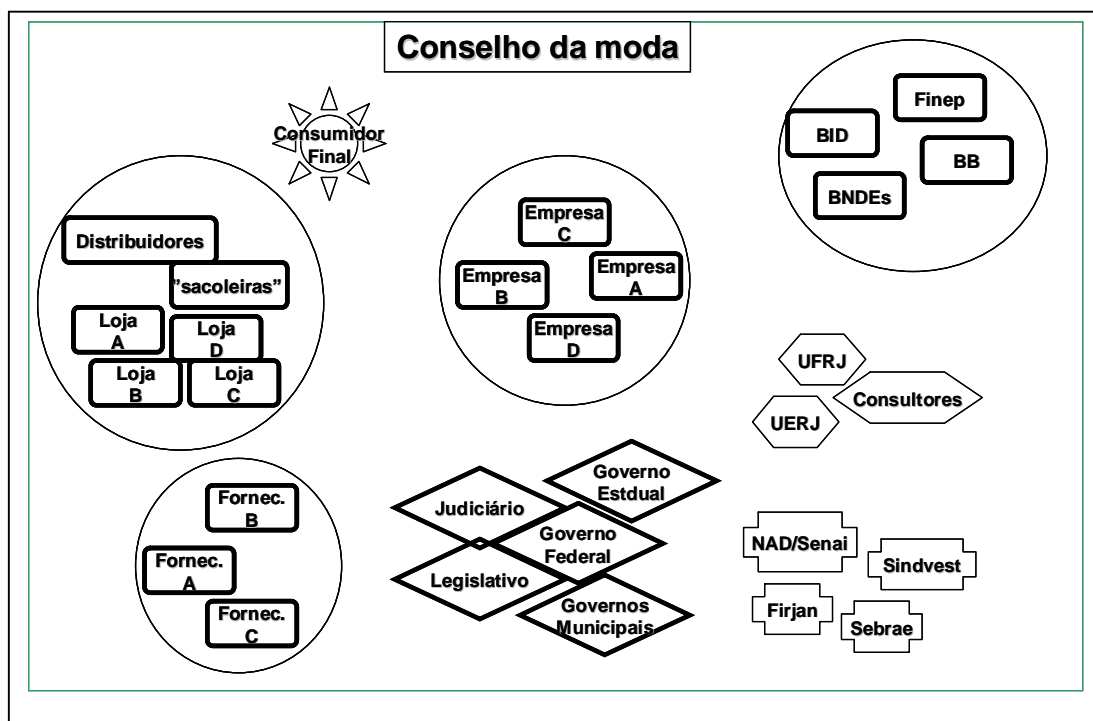 Conselho da moda
Consumidor
Final
Finep
BID
BB
BNDEs
Distribuidores
”sacoleiras”
Loja
A
Loja
D
Loja
B
Loja
C
Empresa
C
Empresa
B
Empresa
A
Empresa
D
UFRJ
Consultores
UERJ
Fornec.
B
Fornec.
A
Fornec.
C
Governo
Estdual
Judiciário
Governo
Federal
Legislativo
Governos
Municipais
NAD/Senai
Sindvest
Firjan
Sebrae